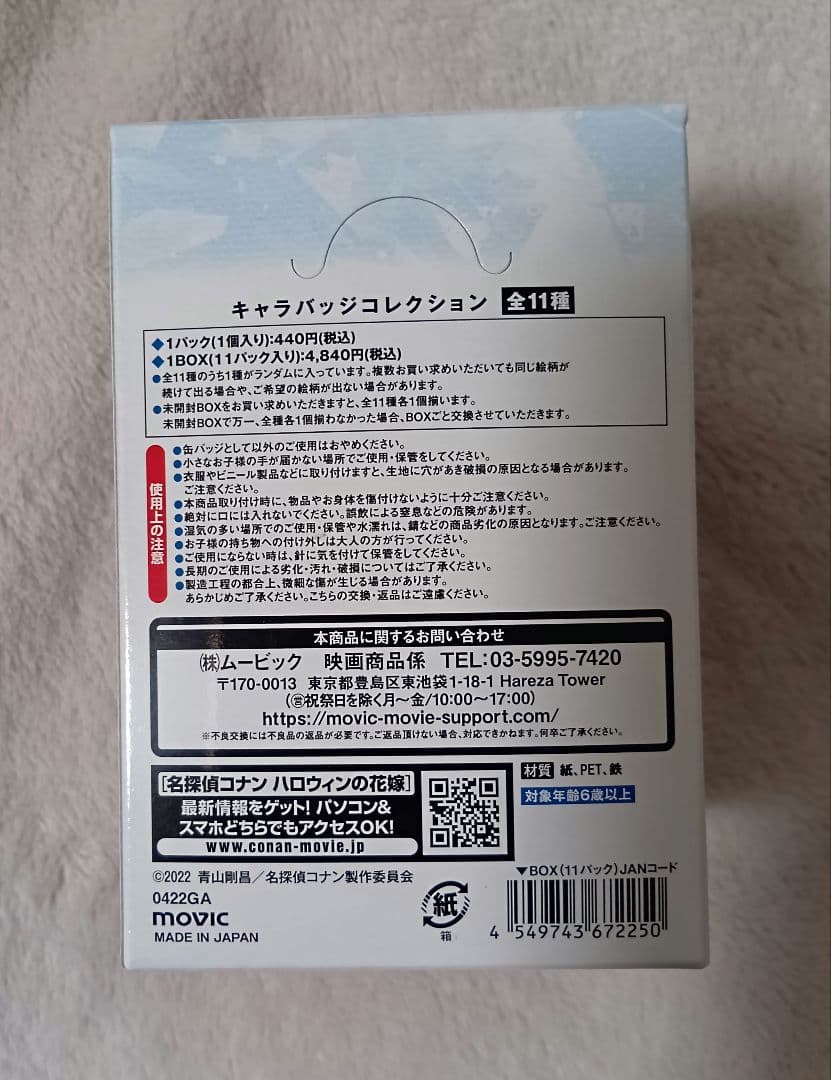 キャラバッジコレクション 全11種
◆1パック(1個入り):440円(税込)
◆1BOX(11パック入り):4,840円(税込)
●全11種のうち1種がランダムに入っています。複数お買い求めいただいても同じ絵柄が
続けて出る場合や、ご希望の絵柄が出ない場合があります。
●未開封BOXをお買い求めいただきますと、全11種各1個揃います。
未開封BOXで万一、全種各1個揃わなかった場合、BOXごと交換させていただきます。
使用上の注意
●缶バッジとして以外のご使用はおやめください。
●小さなお子様の手が届かない場所でご使用・保管をしてください。
●衣服やビニール製品などに取り付けますと、生地に穴があき破損の原因となる場合があります。
ご注意ください。
●本商品取り付け時に、物品やお身体を傷付けないように十分ご注意ください。
●絶対に口には入れないでください。誤飲による窒息などの危険があります。
●湿気の多い場所でのご使用・保管や水濡れは、錆などの商品劣化の原因となります。ご注意ください。
●お子様の持ち物への付け外しは大人の方が行ってください。
●ご使用にならない時は、針に気を付けて保管をしてください。
●長期のご使用による劣化・汚れ・破損についてはご了承ください。
●製造工程の都合上、微細な傷が生じる場合があります。
あらかじめご了承ください。こちらの交換・返品はご遠慮ください。
本商品に関するお問い合わせ
㈱ムービック 映画商品係 TEL:03-5995-7420
〒170-0013 東京都豊島区東池袋1-18-1 Hareza Tower
(㊡祝祭日を除く月〜金/10:00〜17:00)
https://movic-movie-support.com/
※不良交換には不良品の返品が必要です。ご返品頂けない場合、対応できかねます。何卒ご了承ください。
[名探偵コナン ハロウィンの花嫁]
最新情報をゲット! パソコン&
スマホどちらでもアクセスOK!
www.conan-movie.jp
材質 紙、PET、鉄
対象年齢6歳以上
©2022 青山剛昌/名探偵コナン製作委員会
0422GA
movic
MADE IN JAPAN
紙
箱
▼BOX(11パック)JANコード
4 549743 672250